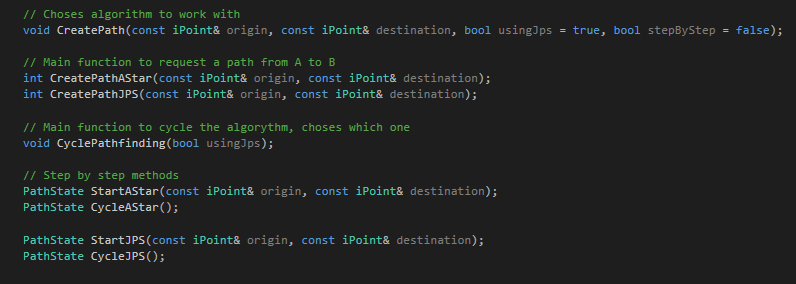 // Choses algorithm to work with
void CreatePath(const iPoint& origin, const iPoint& destination, bool usingJps = true, bool stepByStep = false);
// Main function to request a path from A to B
int CreatePathAStar(const iPoint& origin, const iPoint& destination);
int CreatePathJPS(const iPoint& origin, const iPoint& destination);
// Main function to cycle the algorythm, choses which one
void CyclePathfinding(bool usingJps);
// Step by step methods
PathState StartAStar(const iPoint& origin, const iPoint& destination);
PathState CycleAStar();
PathState StartJPS(const iPoint& origin, const iPoint& destination);
PathState CycleJPS();